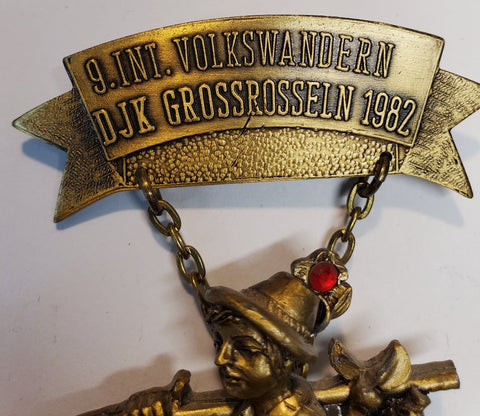 9.INT.VOLKSWANDERN
DJK GROSSROSSELN 1982